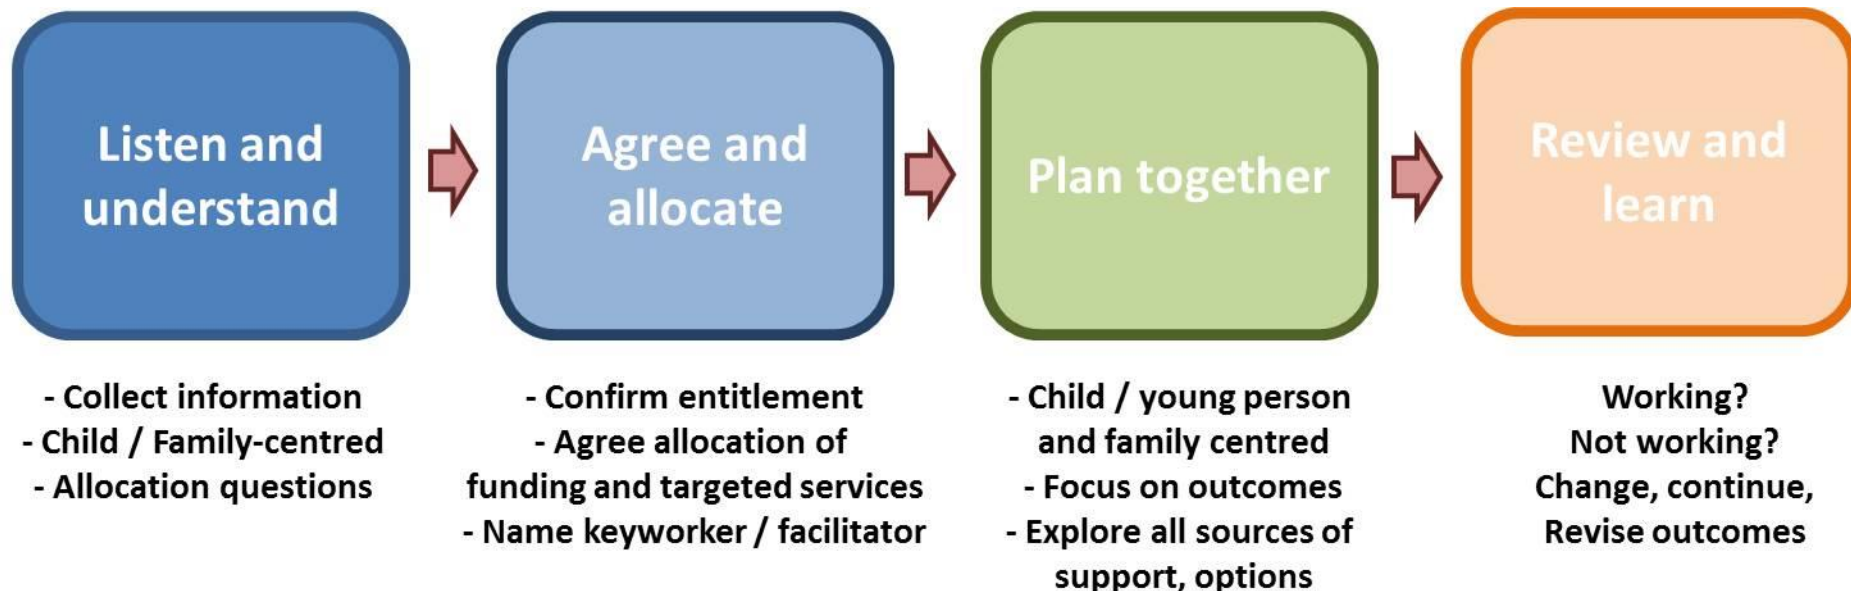 Listen and
understand
Agree and
allocate
Plan together
Review and
learn
- Collect information
- Child / Family-centred
- Allocation questions
- Confirm entitlement
- Agree allocation of
funding and targeted services
- Name keyworker / facilitator
- Child / young person
and family centred
- Focus on outcomes
- Explore all sources of
support, options
Working?
Not working?
Change, continue,
Revise outcomes